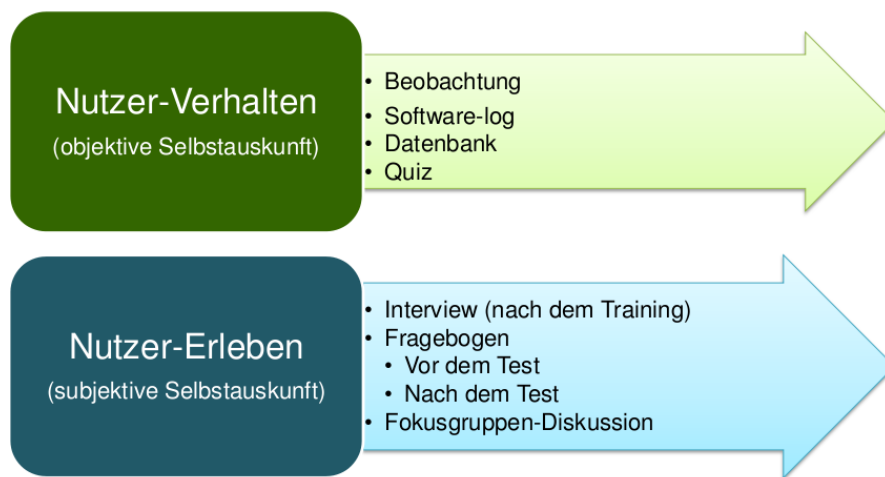 Nutzer-Verhalten
(objektive Selbstauskunft)
• Beobachtung
• Software-log
• Datenbank
• Quiz
Nutzer-Erleben
(subjektive Selbstauskunft)
• Interview (nach dem Training)
• Fragebogen
• Vor dem Test
• Nach dem Test
• Fokusgruppen-Diskussion